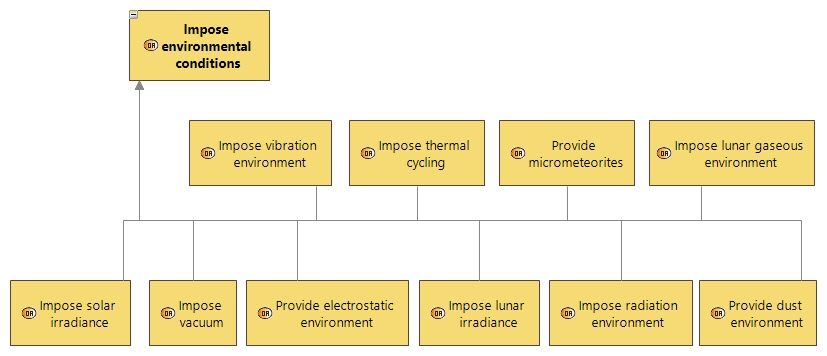 Impose
environmental
conditions
Impose vibration
environment
Impose thermal
cycling
Provide
micrometeorites
Impose lunar gaseous
environment
Impose solar
irradiance
Impose
vacuum
Provide electrostatic
environment
Impose lunar
irradiance
Impose radiation
environment
Provide dust
environment